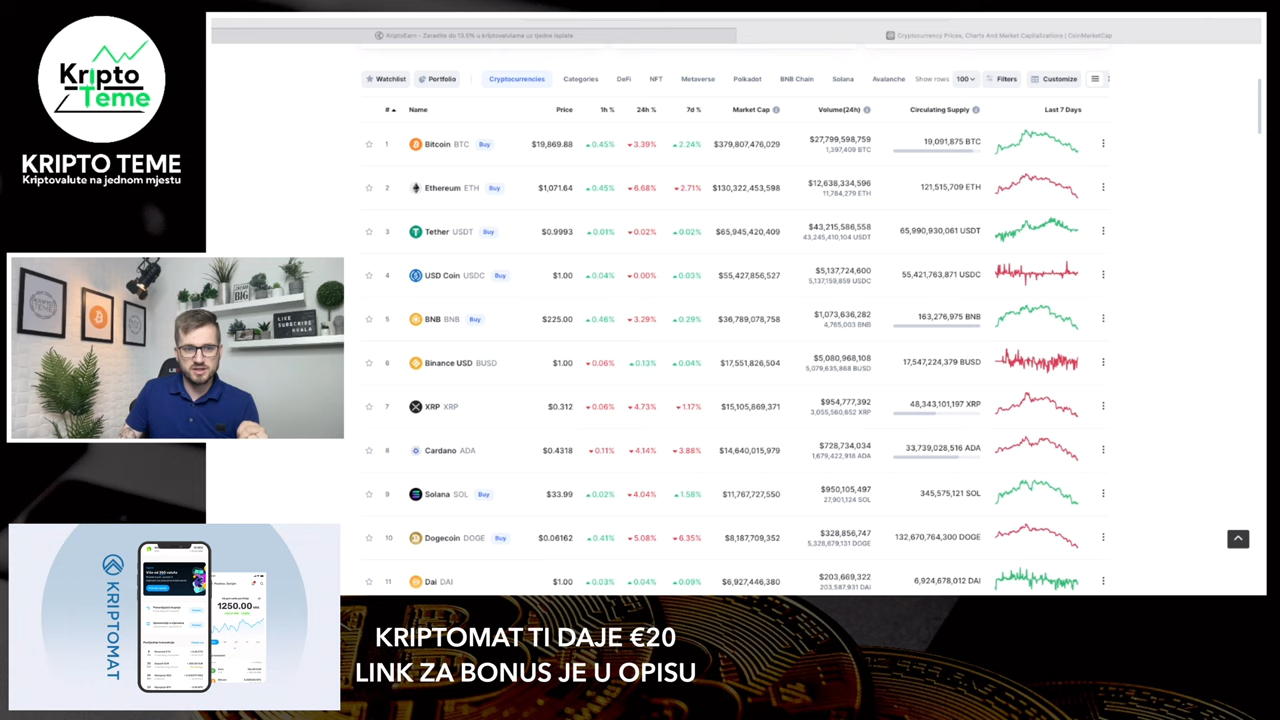 Kripto
Teme
KRIPTO TEME
Kriptovalute na jednom mjestu
KriptoEarn - Zaradite do 13.5% u kriptovalutama uz tjedne isplate
Cryptocurrency Prices, Charts And Market Capitalizations | CoinMarketCap
Watchlist Portfolio Cryptocurrencies Categories DeFi NFT Metaverse Polkadot BNB Chain Solana Avalanche Show rows 100 Filters Customize
# Name Price 1h % 24h % 7d % Market Cap Volume(24h) Circulating Supply Last 7 Days
1 Bitcoin BTC Buy $19,869.88 0.45% 3.39% 2.24% $379,807,476,029 $27,799,598,759 19,091,875 BTC
1,397,409 BTC
2 Ethereum ETH Buy $1,071.64 0.45% 6.68% 2.71% $130,322,453,598 $12,638,334,596 121,515,709 ETH
11,784,279 ETH
3 Tether USDT Buy $0.9993 0.01% 0.02% 0.02% $65,945,420,409 $43,215,586,558 65,990,930,061 USDT
43,245,410,104 USDT
4 USD Coin USDC Buy $1.00 0.04% 0.00% 0.03% $55,427,856,527 $5,137,724,600 55,421,763,871 USDC
5,137,159,859 USDC
5 BNB BNB Buy $225.00 0.46% 3.29% 0.29% $36,789,078,758 $1,073,636,282 163,276,975 BNB
4,765,003 BNB
6 Binance USD BUSD $1.00 0.06% 0.13% 0.04% $17,551,826,504 $5,080,968,108 17,547,224,379 BUSD
5,079,635,868 BUSD
7 XRP XRP $0.312 0.06% 4.73% 1.17% $15,105,869,371 $954,777,392 48,343,101,197 XRP
3,055,560,652 XRP
8 Cardano ADA $0.4318 0.11% 4.14% 3.88% $14,640,015,979 $728,734,034 33,739,028,516 ADA
1,679,422,918 ADA
9 Solana SOL Buy $33.99 0.02% 4.04% 1.58% $11,767,727,550 $950,105,497 345,575,121 SOL
27,901,124 SOL
10 Dogecoin DOGE Buy $0.06162 0.41% 5.08% 6.35% $8,187,709,352 $328,856,747 132,670,764,300 DOGE
5,328,679,131 DOGE
11 Dai DAI $1.00 0.03% 0.04% 0.09% $6,927,446,380 $203,669,322 6,924,678,012 DAI
203,587,931 DAI
BIG
LIKE
SUBSCRIBE
KRIPTOMAT
1250.00
KRIPTOMAT TI DAJE €20
LINK ZA BONUS JE U OPISU